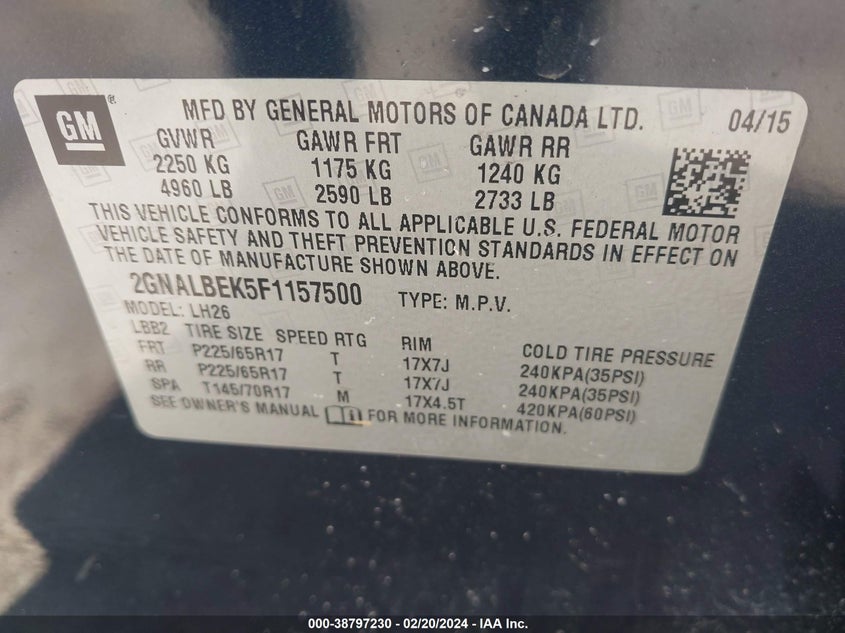 GM ® MFD BY GENERAL MOTORS OF CANADA LTD. 04/15
GVWR GAWR FRT GAWR RR
2250 KG 1175 KG 1240 KG
4960 LB 2590 LB 2733 LB
THIS VEHICLE CONFORMS TO ALL APPLICABLE U.S. FEDERAL MOTOR
VEHICLE SAFETY AND THEFT PREVENTION STANDARDS IN EFFECT ON
THE DATE OF MANUFACTURE SHOWN ABOVE.
2GNALBEK5F1157500 TYPE: M.P.V.
MODEL: LH26
LBB2 TIRE SIZE SPEED RTG RIM COLD TIRE PRESSURE
FRT P225/65R17 T 17X7J 240KPA(35PSI)
RR P225/65R17 T 17X7J 240KPA(35PSI)
SPA T145/70R17 M 17X4.5T 420KPA(60PSI)
SEE OWNER'S MANUAL FOR MORE INFORMATION.
000-38797230 - 02/20/2024 - IAA Inc.